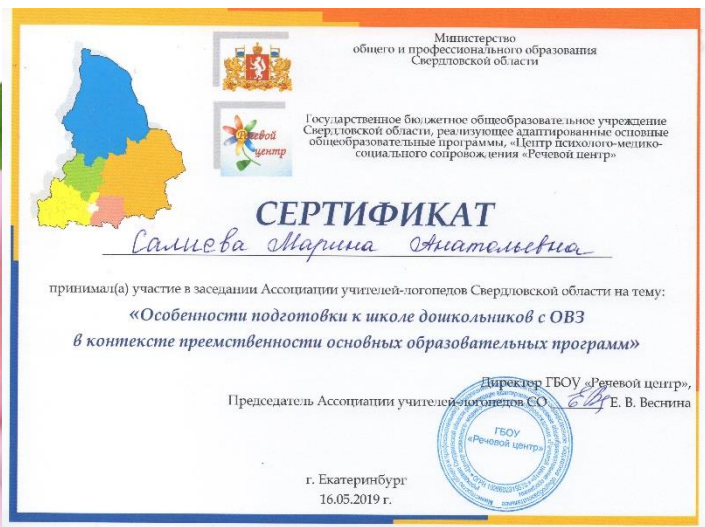 Министерство
общего и профессионального образования
Свердловской области
Речевой
центр
Государственное бюджетное общеобразовательное учреждение
Свердловской области, реализующее адаптированные основные
общеобразовательные программы, «Центр психолого-медико-
социального сопровождения «Речевой центр»
СЕРТИФИКАТ
Салиева Марина Анатольевна
принимал(а) участие в заседании Ассоциации учителей-логопедов Свердловской области на тему:
«Особенности подготовки к школе дошкольников с ОВЗ
в контексте преемственности основных образовательных программ»
Директор ГБОУ «Речевой центр»,
Председатель Ассоциации учителей-логопедов СО Е. В. Веснина
ГБОУ
«Речевой центр»
г. Екатеринбург
16.05.2019 г.